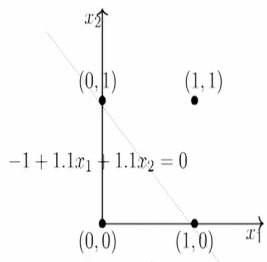 x₂
(0, 1) (1, 1)
−1 + 1.1x₁ + 1.1x₂ = 0
(0, 0) (1, 0) x₁